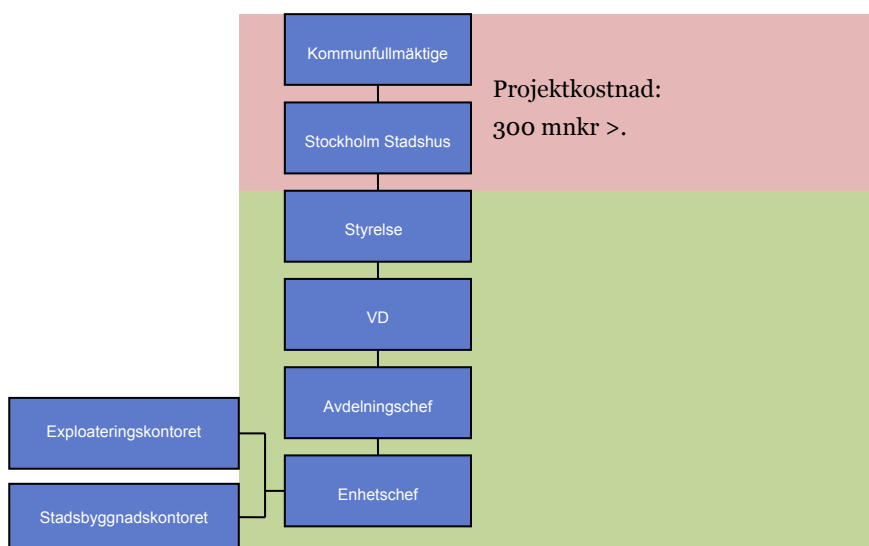 Kommunfullmäktige
Projektkostnad:
300 mnkr >.
Stockholm Stadshus
Styrelse
VD
Avdelningschef
Exploateringskontoret
Enhetschef
Stadsbyggnadskontoret